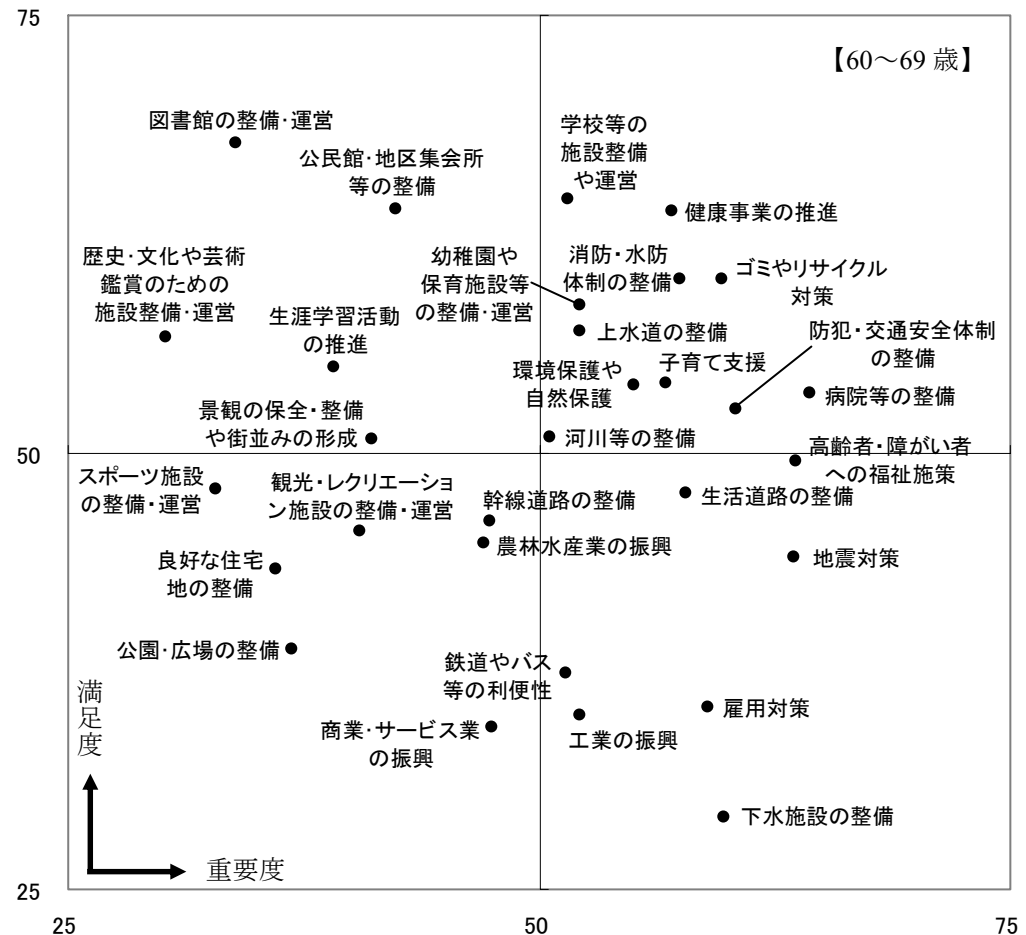 75
【60～69 歳】
図書館の整備･運営
公民館･地区集会所
等の整備
学校等の
施設整備
や運営
健康事業の推進
歴史･文化や芸術
鑑賞のための
施設整備･運営
幼稚園や
保育施設等
の整備･運営
消防・水防
体制の整備
ゴミやリサイクル
対策
生涯学習活動
の推進
上水道の整備
防犯・交通安全体制
の整備
環境保護や
自然保護
子育て支援
病院等の整備
景観の保全・整備
や街並みの形成
河川等の整備
50
高齢者・障がい者
への福祉施策
スポーツ施設
の整備･運営
観光・レクリエーショ
ン施設の整備･運営
幹線道路の整備
生活道路の整備
農林水産業の振興
地震対策
良好な住宅
地の整備
公園･広場の整備
鉄道やバス
等の利便性
雇用対策
商業･サービス業
の振興
工業の振興
下水施設の整備
満足度
重要度
25
25
50
75